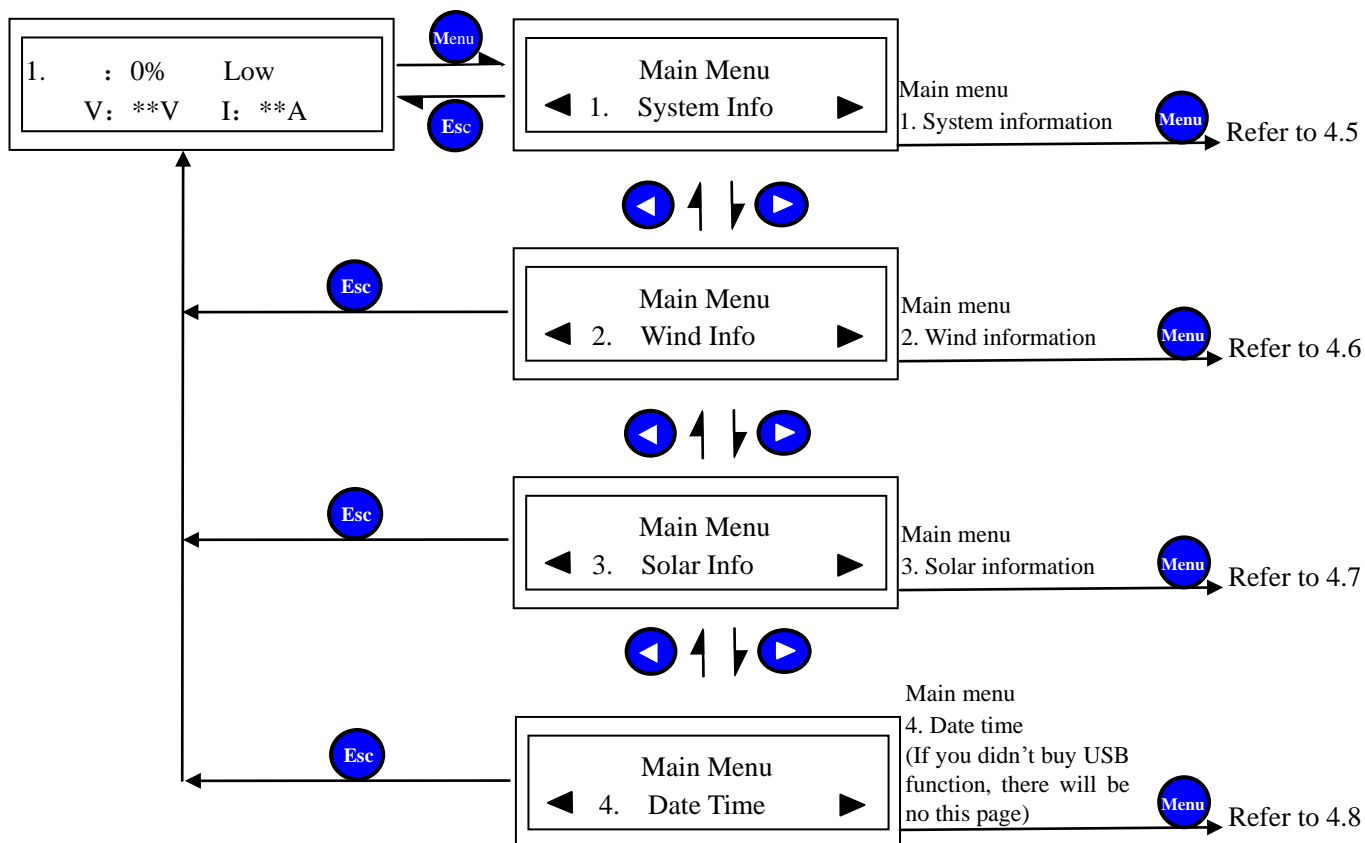 1. ：0% Low
V：**V I：**A
Menu
Esc
Main Menu
1. System Info
Main menu
1. System information
Menu
Refer to 4.5
Esc
Main Menu
2. Wind Info
Main menu
2. Wind information
Menu
Refer to 4.6
Esc
Main Menu
3. Solar Info
Main menu
3. Solar information
Menu
Refer to 4.7
Esc
Main Menu
4. Date Time
Main menu
4. Date time
(If you didn’t buy USB
function, there will be
no this page)
Menu
Refer to 4.8